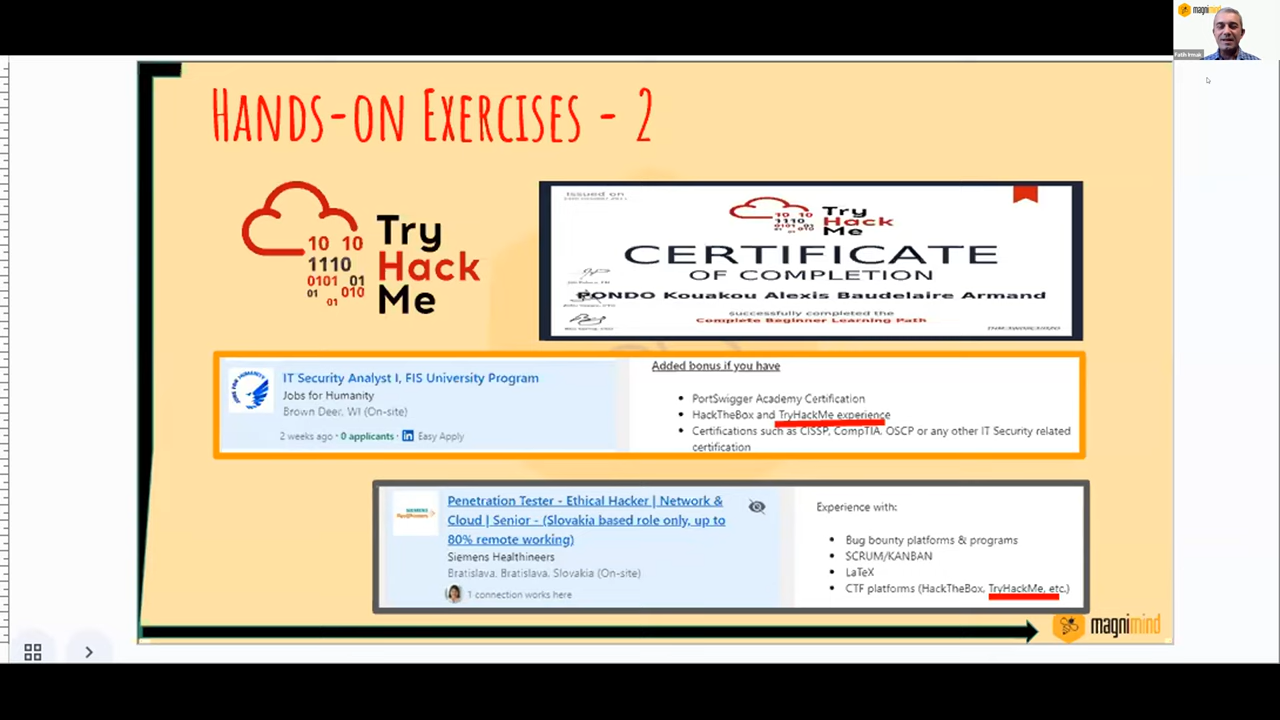 magnimind
Fatih Irmak
HANDS-ON EXERCISES - 2
10 10
1110
0101 01
01 010
01
Try
Hack
Me
Issued on
Try
Hack
Me
CERTIFICATE
OF COMPLETION
PONDO Kouakou Alexis Baudelaire Armand
successfully completed the
Complete Beginner Learning Path
IT Security Analyst I, FIS University Program
Jobs for Humanity
Brown Deer, WI (On-site)
2 weeks ago · 0 applicants · in Easy Apply
Added bonus if you have
• PortSwigger Academy Certification
• HackTheBox and TryHackMe experience
• Certifications such as CISSP, CompTIA. OSCP or any other IT Security related
certification
Penetration Tester - Ethical Hacker | Network &
Cloud | Senior - (Slovakia based role only, up to
80% remote working)
Siemens Healthineers
Bratislava, Bratislava, Slovakia (On-site)
1 connection works here
Experience with:
• Bug bounty platforms & programs
• SCRUM/KANBAN
• LaTeX
• CTF platforms (HackTheBox, TryHackMe, etc.)
magnimind